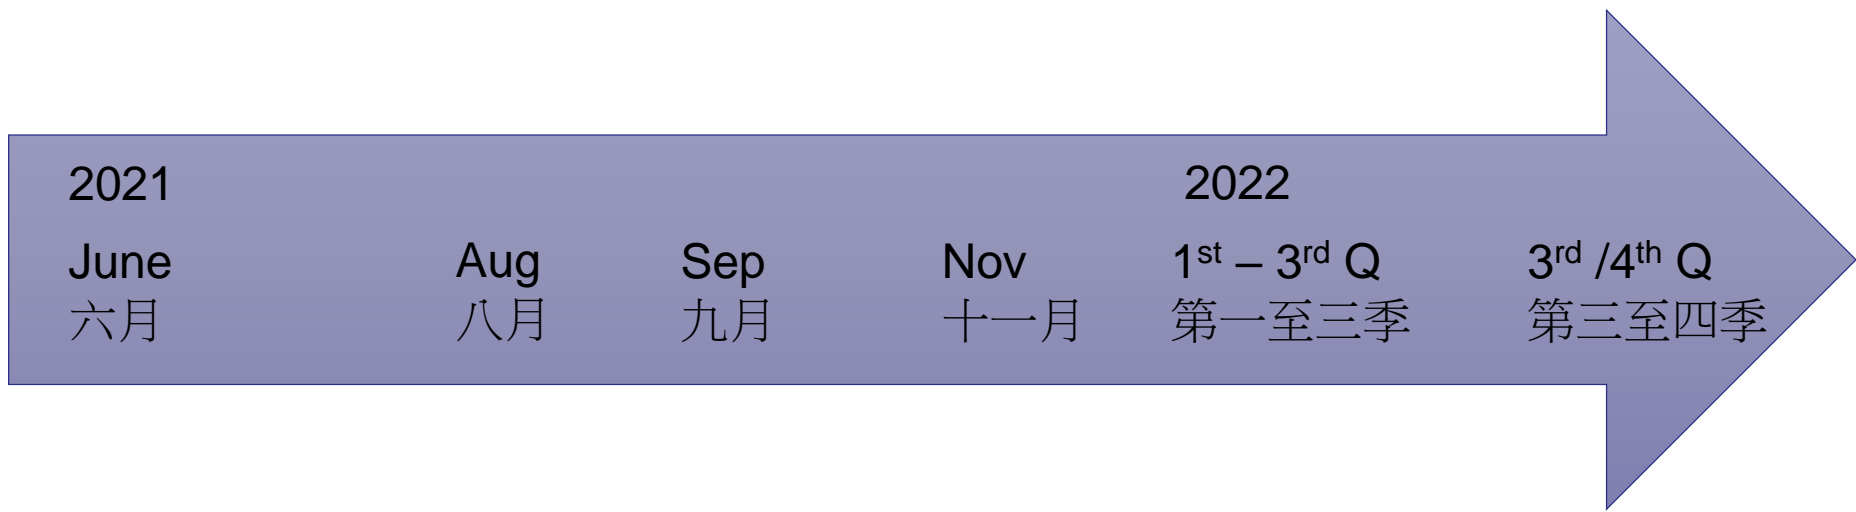 2021 2022
June Aug Sep Nov 1st – 3rd Q 3rd /4th Q
六月 八月 九月 十一月 第一至三季 第三至四季